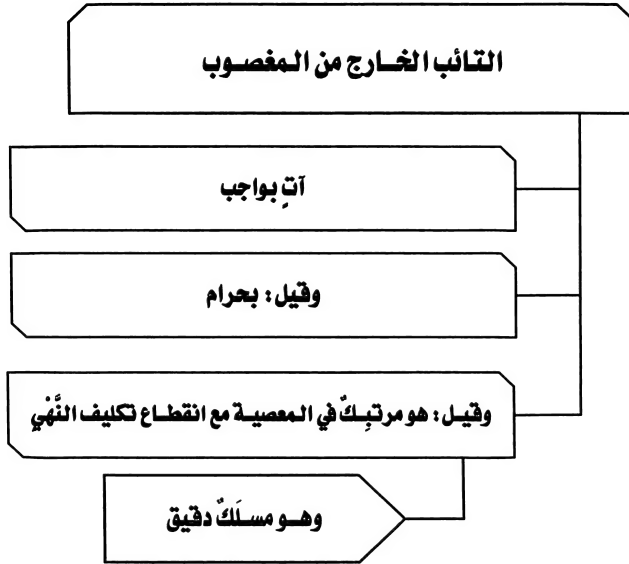 التائب الخارج من المغصوب
آتٍ بواجب
وقيل: بحرام
وقيل: هو مرتبِكٌ في المعصية مع انقطاع تكليف النَّهْيِ
وهو مسلَكٌ دقيق